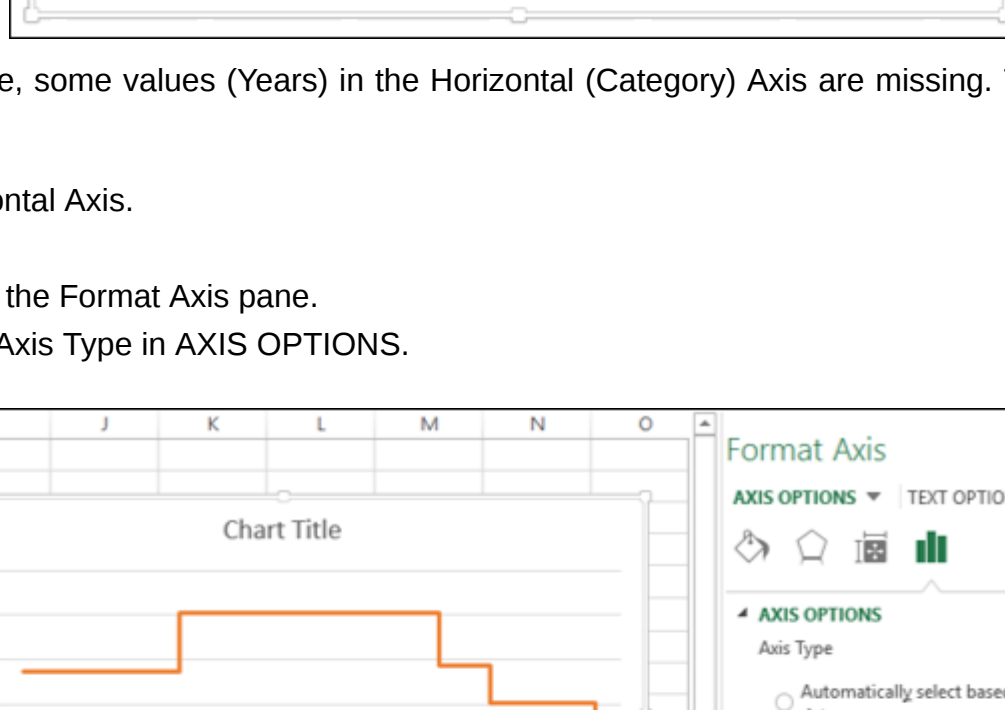 e, some values (Years) in the Horizontal (Category) Axis are missing.
ontal Axis.
the Format Axis pane.
Axis Type in AXIS OPTIONS.
J K L M N O
Format Axis
AXIS OPTIONS TEXT OPTIO
Chart Title
AXIS OPTIONS
Axis Type
Automatically select based